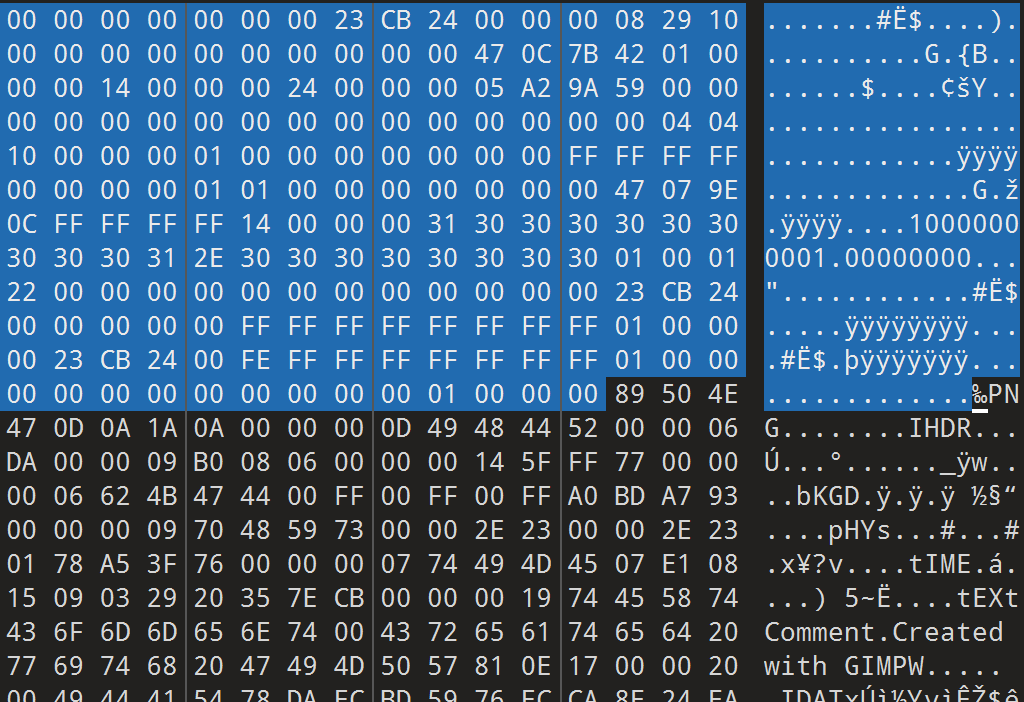 00 00 00 00 00 00 00 23 CB 24 00 00 00 08 29 10 .......#Ë$....).
00 00 00 00 00 00 00 00 00 00 47 0C 7B 42 01 00 ..........G.{B..
00 00 14 00 00 00 24 00 00 00 05 A2 9A 59 00 00 ......$....¢šY..
00 00 00 00 00 00 00 00 00 00 00 00 00 00 04 04 ................
10 00 00 00 01 00 00 00 00 00 00 00 FF FF FF FF ............ÿÿÿÿ
00 00 00 00 01 01 00 00 00 00 00 00 00 47 07 9E .............G.ž
0C FF FF FF FF 14 00 00 00 31 30 30 30 30 30 30 .ÿÿÿÿ....1000000
30 30 30 31 2E 30 30 30 30 30 30 30 30 01 00 01 0001.00000000...
22 00 00 00 00 00 00 00 00 00 00 00 00 23 CB 24 "............#Ë$
00 00 00 00 00 FF FF FF FF FF FF FF FF 01 00 00 .....ÿÿÿÿÿÿÿÿ...
00 23 CB 24 00 FE FF FF FF FF FF FF FF 01 00 00 .#Ë$.þÿÿÿÿÿÿÿ...
00 00 00 00 00 00 00 00 00 01 00 00 00 89 50 4E .............‰PN
47 0D 0A 1A 0A 00 00 00 0D 49 48 44 52 00 00 06 G........IHDR...
DA 00 00 09 B0 08 06 00 00 00 14 5F FF 77 00 00 Ú...°......_ÿw..
00 06 62 4B 47 44 00 FF 00 FF 00 FF A0 BD A7 93 ..bKGD.ÿ.ÿ.ÿ ½§“
00 00 00 09 70 48 59 73 00 00 2E 23 00 00 2E 23 ....pHYs...#...#
01 78 A5 3F 76 00 00 00 07 74 49 4D 45 07 E1 08 .x¥?v....tIME.á.
15 09 03 29 20 35 7E CB 00 00 00 19 74 45 58 74 ...) 5~Ë....tEXt
43 6F 6D 6D 65 6E 74 00 43 72 65 61 74 65 64 20 Comment.Created
77 69 74 68 20 47 49 4D 50 57 81 0E 17 00 00 20 with GIMPW.....
00 49 44 41 54 78 DA EC BD 59 76 EC CA 8E 24 EA .IDATxÚì½YvìÊŽ$ê